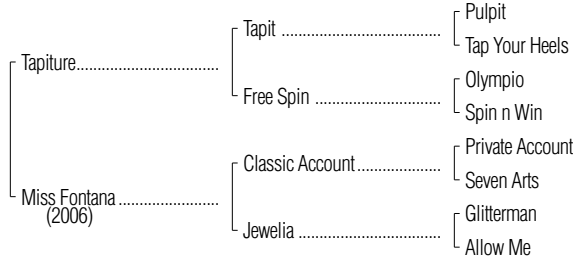 Pulpit
Tapit ........................................
Tap Your Heels
Tapiture....................................
Olympio
Free Spin ................................
Spin n Win
Private Account
Classic Account.....................
Seven Arts
Miss Fontana .........................
(2006)
Glitterman
Jewelia ....................................
Allow Me